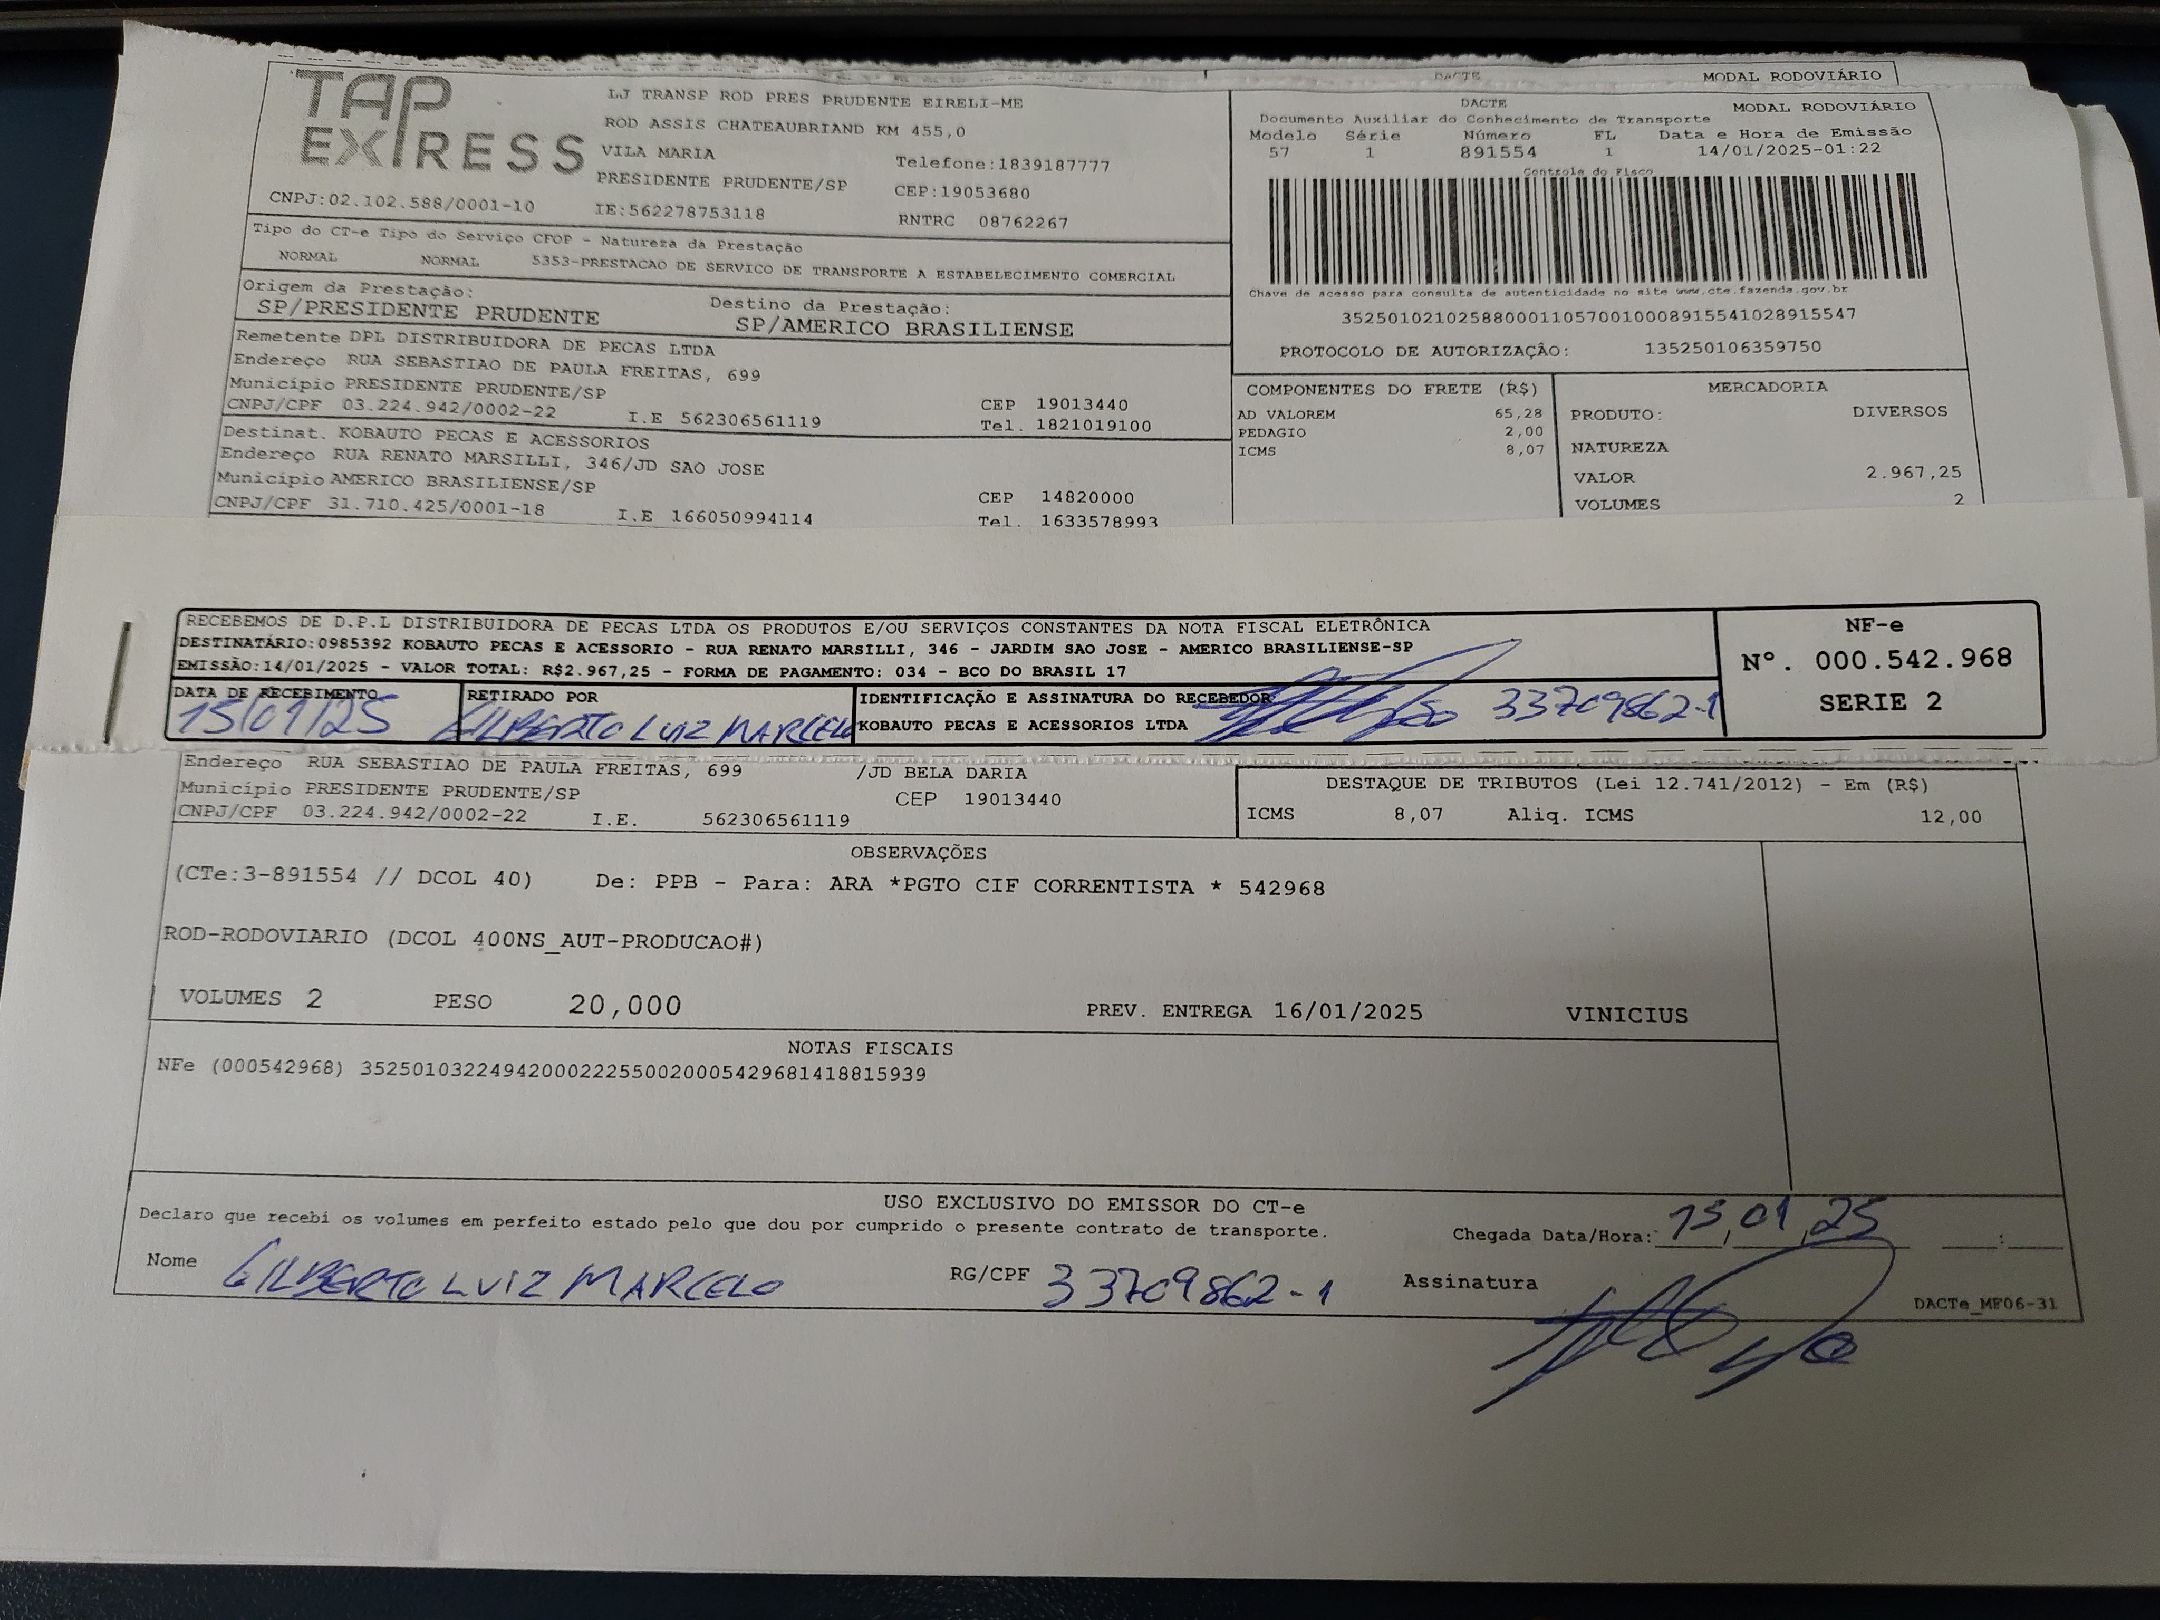 DACTE MODAL RODOVIÁRIO
TAP EXPRESS
LJ TRANSP ROD PRES PRUDENTE EIRELI-ME
ROD ASSIS CHATEAUBRIAND KM 455,0
VILA MARIA Telefone:1839187777
PRESIDENTE PRUDENTE/SP CEP:19053680
CNPJ:02.102.588/0001-10 IE:562278753118 RNTRC 08762267
DACTE MODAL RODOVIÁRIO
Documento Auxiliar do Conhecimento de Transporte
Modelo Série Número FL Data e Hora de Emissão
57 1 891554 1 14/01/2025-01:22
Controle do Fisco
Tipo do CT-e Tipo do Serviço CFOP - Natureza da Prestação
NORMAL NORMAL 5353-PRESTACAO DE SERVICO DE TRANSPORTE A ESTABELECIMENTO COMERCIAL
Origem da Prestação: Destino da Prestação:
SP/PRESIDENTE PRUDENTE SP/AMERICO BRASILIENSE
Chave de acesso para consulta de autenticidade no site www.cte.fazenda.gov.br
35250102102588000110570010008915541028915547
PROTOCOLO DE AUTORIZAÇÃO: 135250106359750
Remetente DPL DISTRIBUIDORA DE PECAS LTDA
Endereço RUA SEBASTIAO DE PAULA FREITAS, 699
Município PRESIDENTE PRUDENTE/SP CEP 19013440
CNPJ/CPF 03.224.942/0002-22 I.E 562306561119 Tel. 1821019100
Destinat. KOBAUTO PECAS E ACESSORIOS
Endereço RUA RENATO MARSILLI, 346/JD SAO JOSE
Município AMERICO BRASILIENSE/SP CEP 14820000
CNPJ/CPF 31.710.425/0001-18 I.E 166050994114 Tel. 1633578993
COMPONENTES DO FRETE (R$)
AD VALOREM 65,28
PEDAGIO 2,00
ICMS 8,07
MERCADORIA
PRODUTO: DIVERSOS
NATUREZA
VALOR 2.967,25
VOLUMES 2
RECEBEMOS DE D.P.L DISTRIBUIDORA DE PECAS LTDA OS PRODUTOS E/OU SERVIÇOS CONSTANTES DA NOTA FISCAL ELETRÔNICA
DESTINATÁRIO:0985392 KOBAUTO PECAS E ACESSORIO - RUA RENATO MARSILLI, 346 - JARDIM SAO JOSE - AMERICO BRASILIENSE-SP
EMISSÃO:14/01/2025 - VALOR TOTAL: R$2.967,25 - FORMA DE PAGAMENTO: 034 - BCO DO BRASIL 17
NF-e
Nº. 000.542.968
SERIE 2
DATA DE RECEBIMENTO RETIRADO POR IDENTIFICAÇÃO E ASSINATURA DO RECEBEDOR
15/01/25 GILBERTO LUIZ MARCELO KOBAUTO PECAS E ACESSORIOS LTDA 33709862-1
Endereço RUA SEBASTIAO DE PAULA FREITAS, 699 /JD BELA DARIA
Município PRESIDENTE PRUDENTE/SP CEP 19013440
CNPJ/CPF 03.224.942/0002-22 I.E. 562306561119
DESTAQUE DE TRIBUTOS (Lei 12.741/2012) - Em (R$)
ICMS 8,07 Aliq. ICMS 12,00
OBSERVAÇÕES
(CTe:3-891554 // DCOL 40) De: PPB - Para: ARA *PGTO CIF CORRENTISTA * 542968
ROD-RODOVIARIO (DCOL 400NS_AUT-PRODUCAO#)
VOLUMES 2 PESO 20,000 PREV. ENTREGA 16/01/2025 VINICIUS
NOTAS FISCAIS
NFe (000542968) 35250103224942000222550020005429681418815939
USO EXCLUSIVO DO EMISSOR DO CT-e
Declaro que recebi os volumes em perfeito estado pelo que dou por cumprido o presente contrato de transporte.
Chegada Data/Hora: 15,01,25 :
Nome GILBERTO LUIZ MARCELO RG/CPF 33709862-1 Assinatura
DACTe_MF06-31